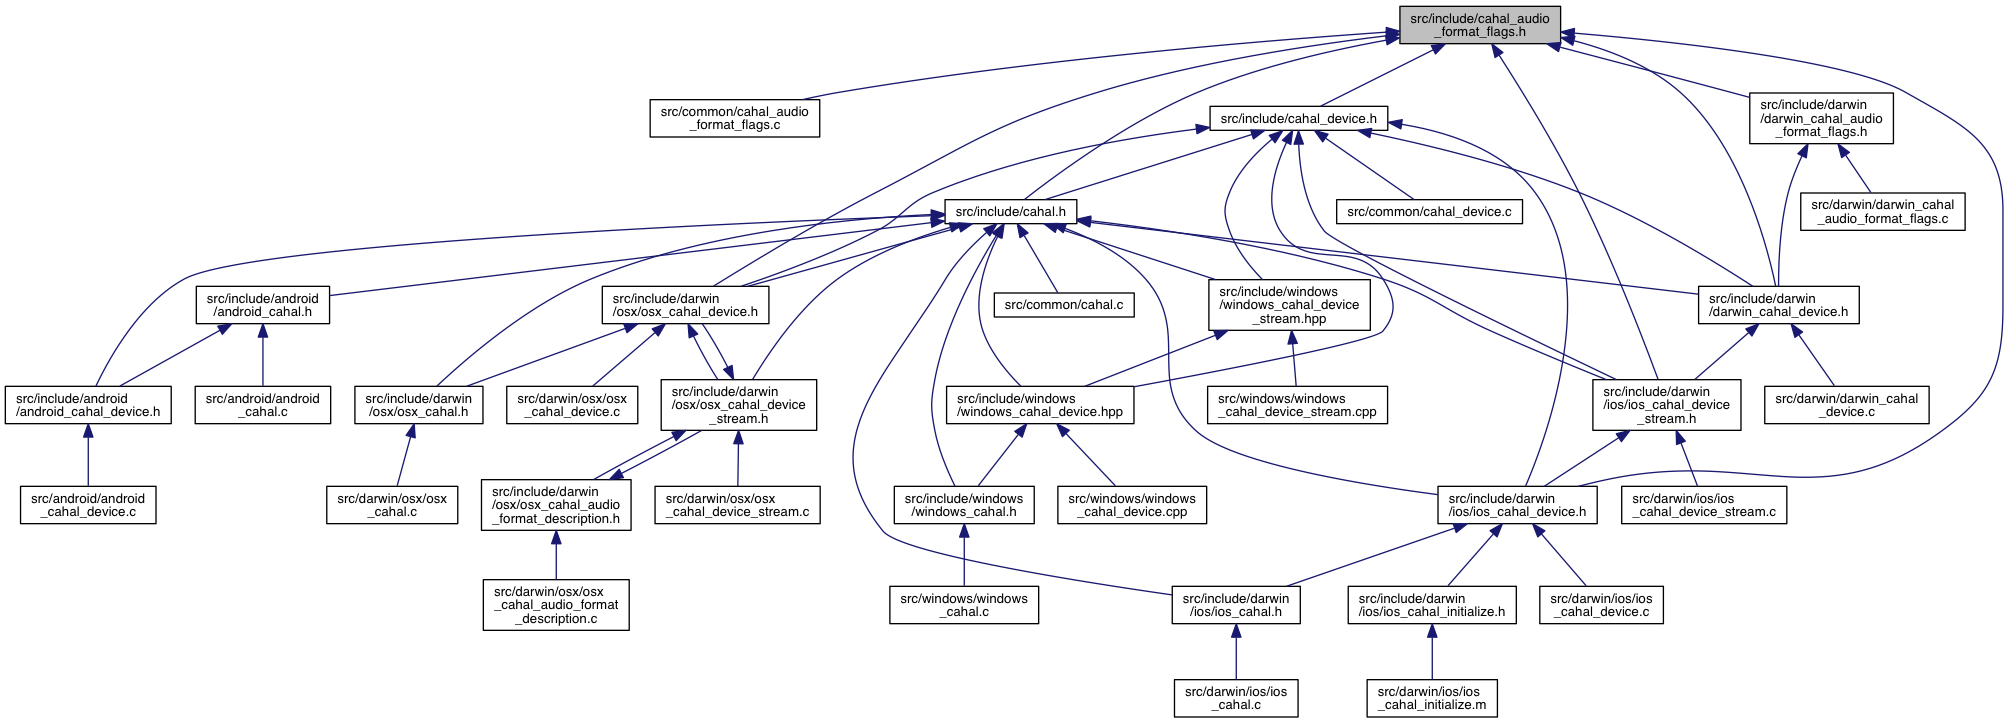 src/include/cahal_audio
_format_flags.h
src/common/cahal_audio
_format_flags.c
src/include/cahal_device.h
src/include/darwin
/darwin_cahal_audio
_format_flags.h
src/include/cahal.h
src/common/cahal_device.c
src/darwin/darwin_cahal
_audio_format_flags.c
src/include/android
/android_cahal.h
src/include/darwin
/osx/osx_cahal_device.h
src/common/cahal.c
src/include/windows
/windows_cahal_device
_stream.hpp
src/include/darwin
/darwin_cahal_device.h
src/include/android
/android_cahal_device.h
src/android/android
_cahal.c
src/include/darwin
/osx/osx_cahal.h
src/darwin/osx/osx
_cahal_device.c
src/include/darwin
/osx/osx_cahal_device
_stream.h
src/include/windows
/windows_cahal_device.hpp
src/windows/windows
_cahal_device_stream.cpp
src/include/darwin
/ios/ios_cahal_device
_stream.h
src/darwin/darwin_cahal
_device.c
src/android/android
_cahal_device.c
src/darwin/osx/osx
_cahal.c
src/include/darwin
/osx/osx_cahal_audio
_format_description.h
src/darwin/osx/osx
_cahal_device_stream.c
src/include/windows
/windows_cahal.h
src/windows/windows
_cahal_device.cpp
src/include/darwin
/ios/ios_cahal_device.h
src/darwin/ios/ios
_cahal_device_stream.c
src/darwin/osx/osx
_cahal_audio_format
_description.c
src/windows/windows
_cahal.c
src/include/darwin
/ios/ios_cahal.h
src/include/darwin
/ios/ios_cahal_initialize.h
src/darwin/ios/ios
_cahal_device.c
src/darwin/ios/ios
_cahal.c
src/darwin/ios/ios
_cahal_initialize.m